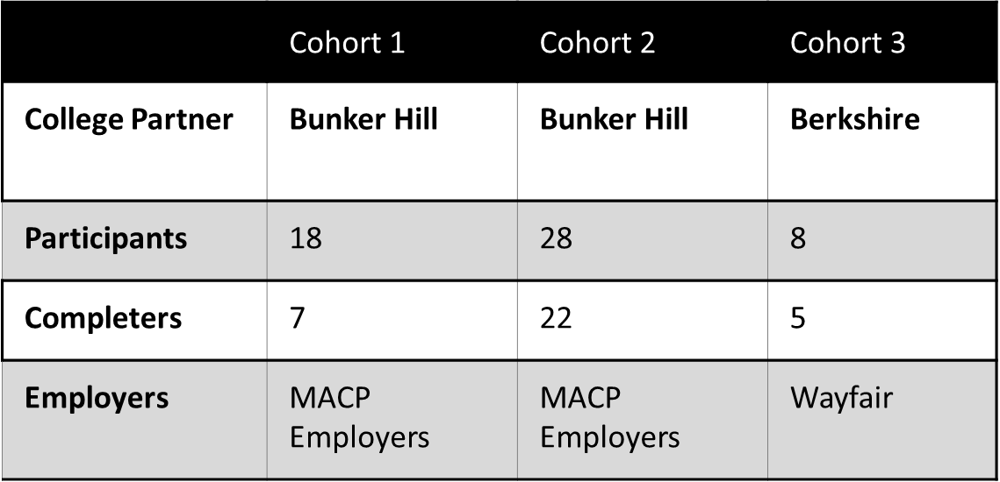 Cohort 1 Cohort 2 Cohort 3
College Partner Bunker Hill Bunker Hill Berkshire
Participants 18 28 8
Completers 7 22 5
Employers MACP MACP Wayfair
Employers Employers